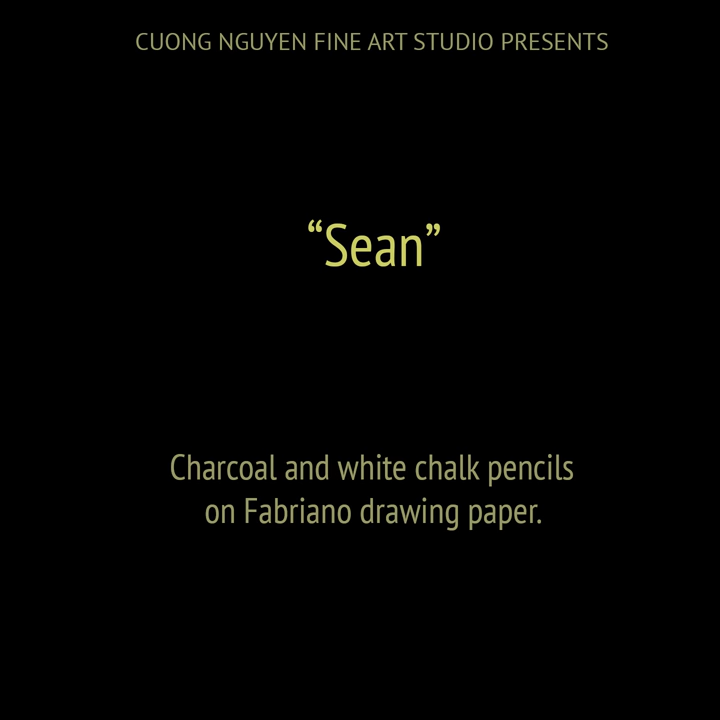 CUONG NGUYEN FINE ART STUDIO PRESENTS
“Sean”
Charcoal and white chalk pencils
on Fabriano drawing paper.